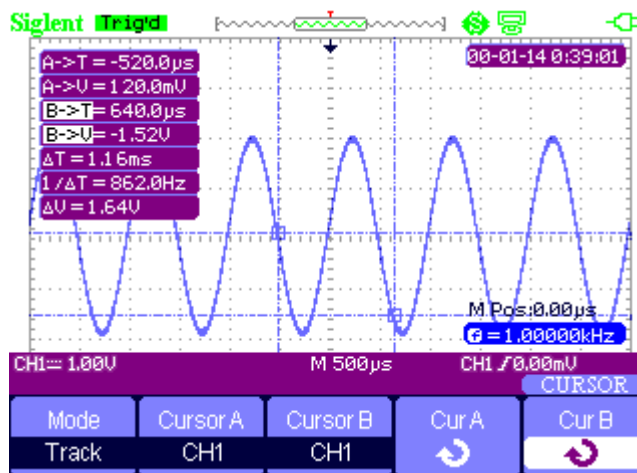 Siglent Trig'd
00-01-14 0:39:01
A->T=-520.0µs
A->V=120.0mV
B->T=640.0µs
B->V=-1.52V
ΔT=1.16ms
1/ΔT=862.0Hz
ΔV=1.64V
M Pos:0.00µs
f=1.00000kHz
CH1 1.00V M 500µs CH1 0.00mV
CURSOR
Mode Cursor A Cursor B Cur A Cur B
Track CH1 CH1